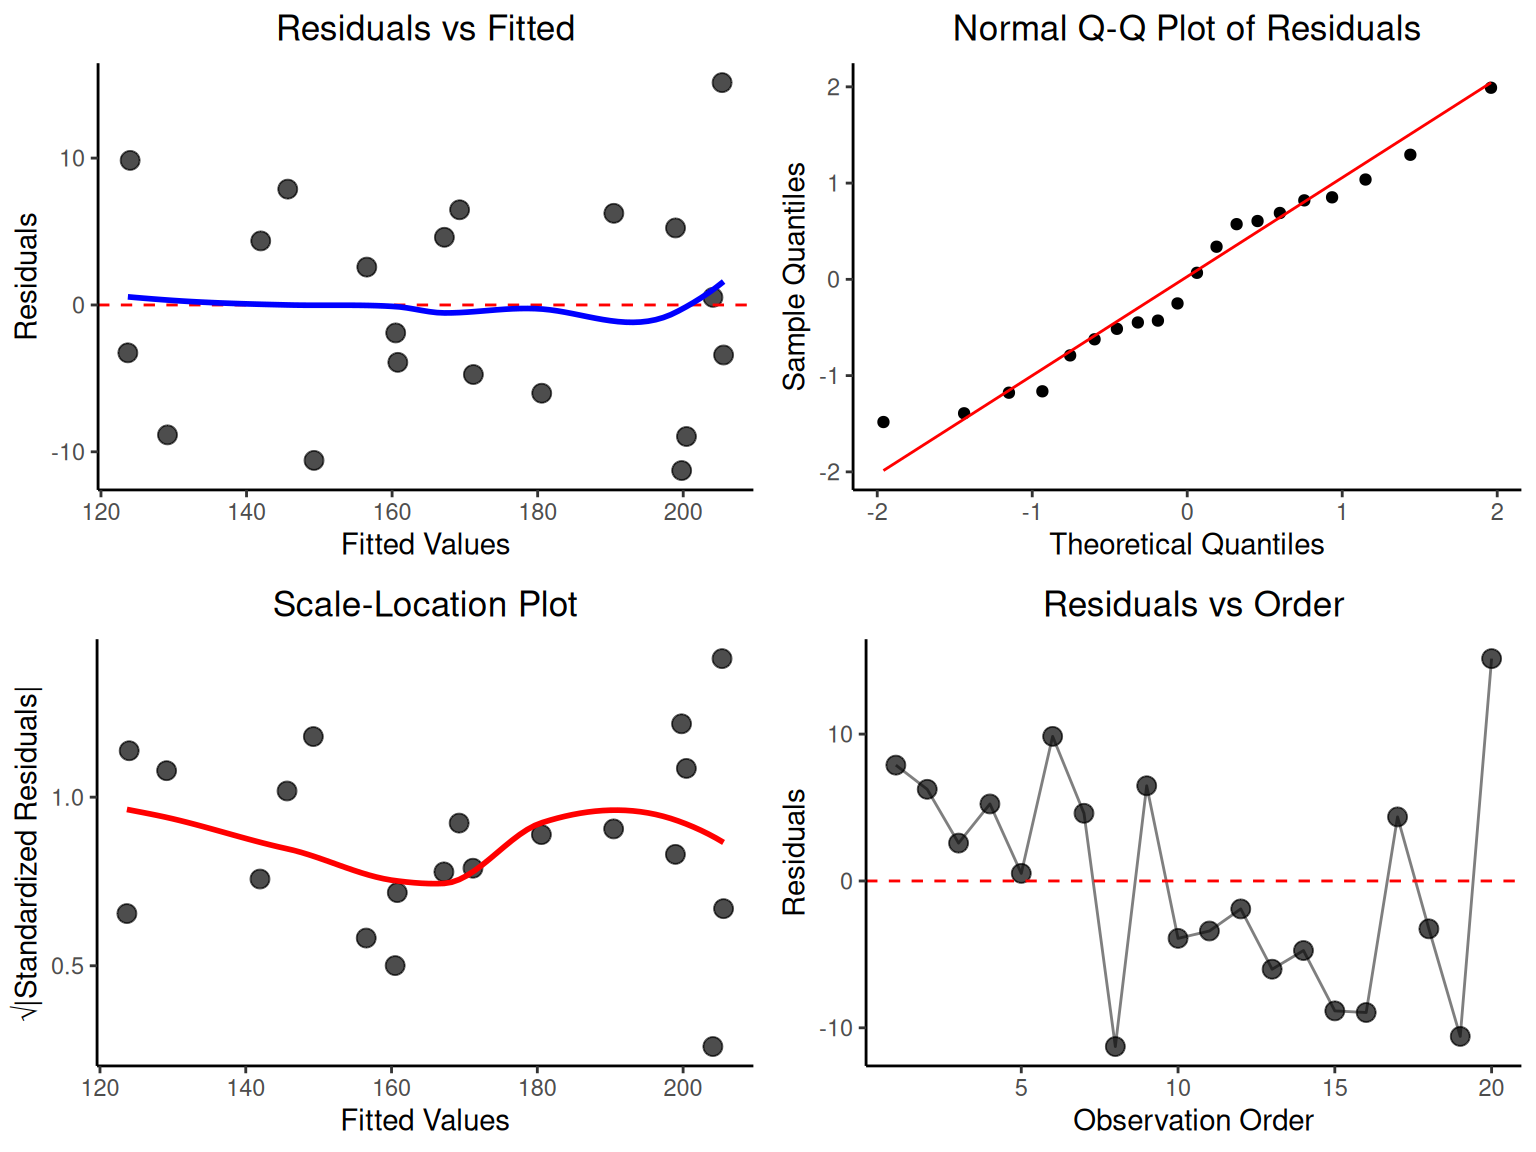 Residuals vs Fitted
Residuals
10
0
-10
120 140 160 180 200
Fitted Values
Normal Q-Q Plot of Residuals
Sample Quantiles
2
1
0
-1
-2
-2 -1 0 1 2
Theoretical Quantiles
Scale-Location Plot
√|Standardized Residuals|
1.0
0.5
120 140 160 180 200
Fitted Values
Residuals vs Order
Residuals
10
0
-10
5 10 15 20
Observation Order